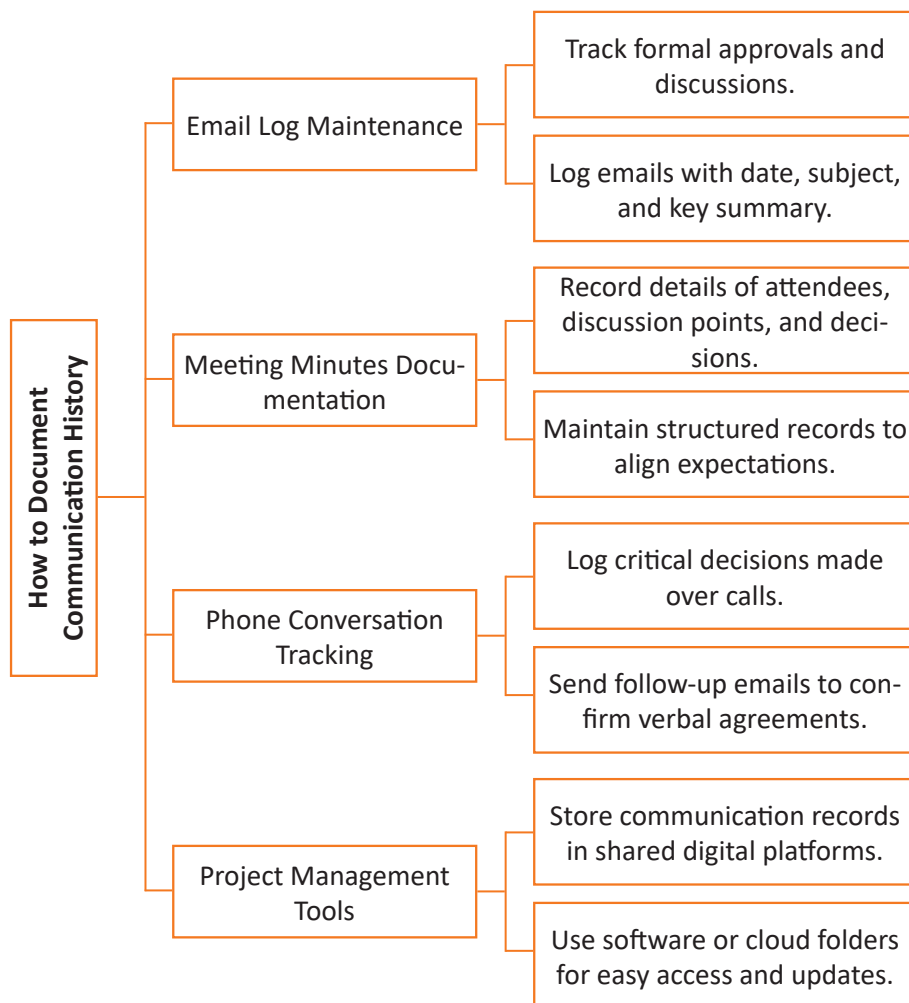 How to Document
Communication History
Email Log Maintenance
Track formal approvals and
discussions.
Log emails with date, subject,
and key summary.
Meeting Minutes Docu-
mentation
Record details of attendees,
discussion points, and deci-
sions.
Maintain structured records to
align expectations.
Phone Conversation
Tracking
Log critical decisions made
over calls.
Send follow-up emails to con-
firm verbal agreements.
Project Management
Tools
Store communication records
in shared digital platforms.
Use software or cloud folders
for easy access and updates.